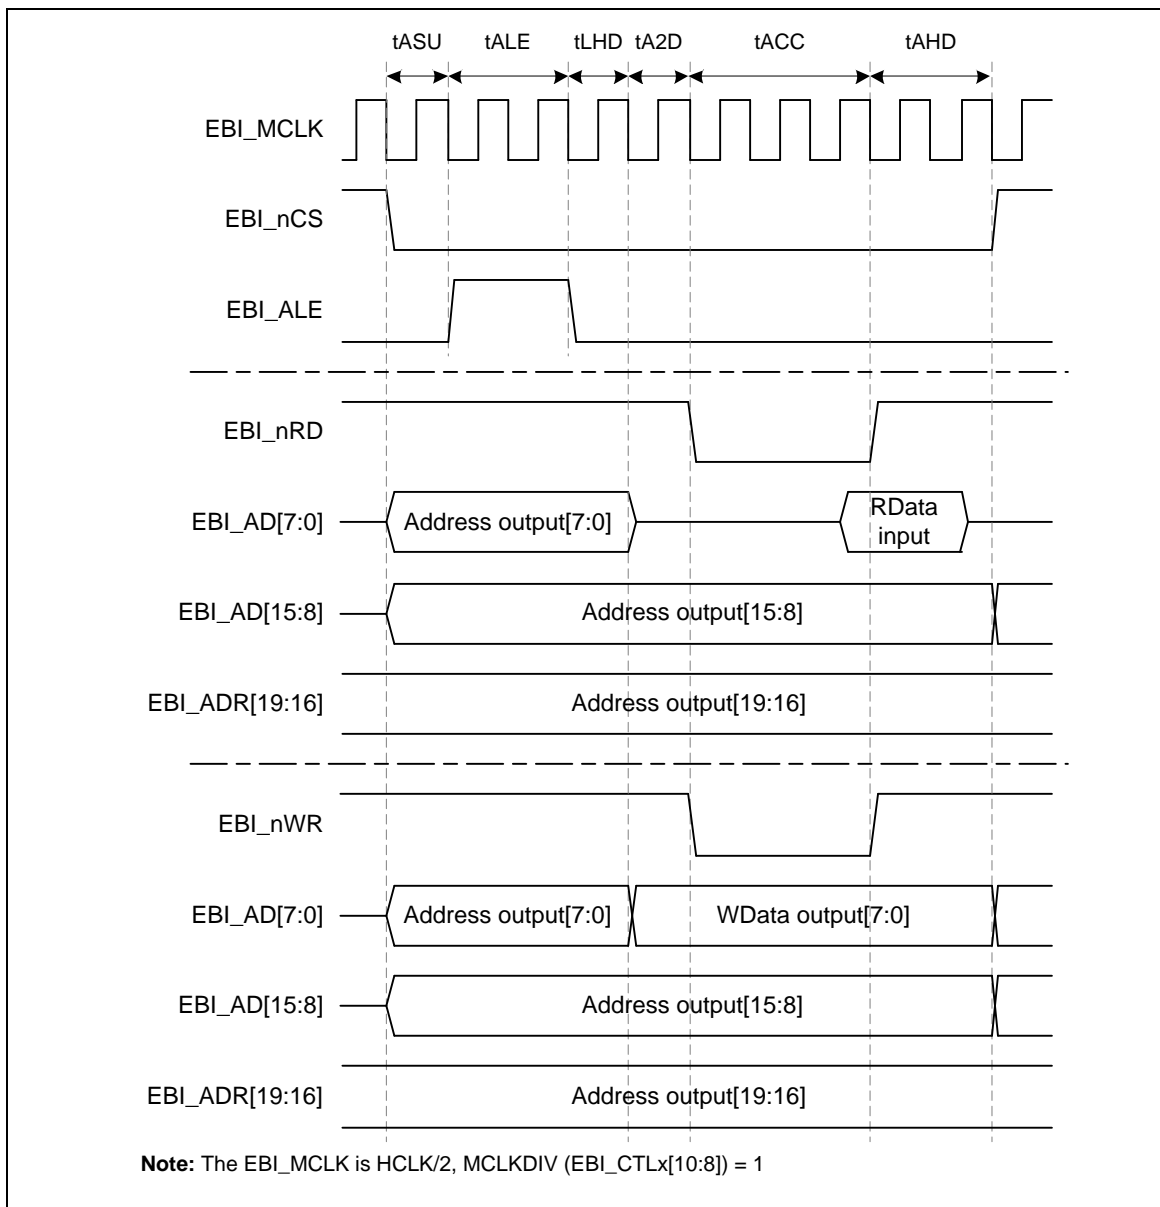 tASU tALE tLHD tA2D tACC tAHD
EBI_MCLK
EBI_nCS
EBI_ALE
EBI_nRD
EBI_AD[7:0] Address output[7:0] RData input
EBI_AD[15:8] Address output[15:8]
EBI_ADR[19:16] Address output[19:16]
EBI_nWR
EBI_AD[7:0] Address output[7:0] WData output[7:0]
EBI_AD[15:8] Address output[15:8]
EBI_ADR[19:16] Address output[19:16]
Note: The EBI_MCLK is HCLK/2, MCLKDIV (EBI_CTLx[10:8]) = 1